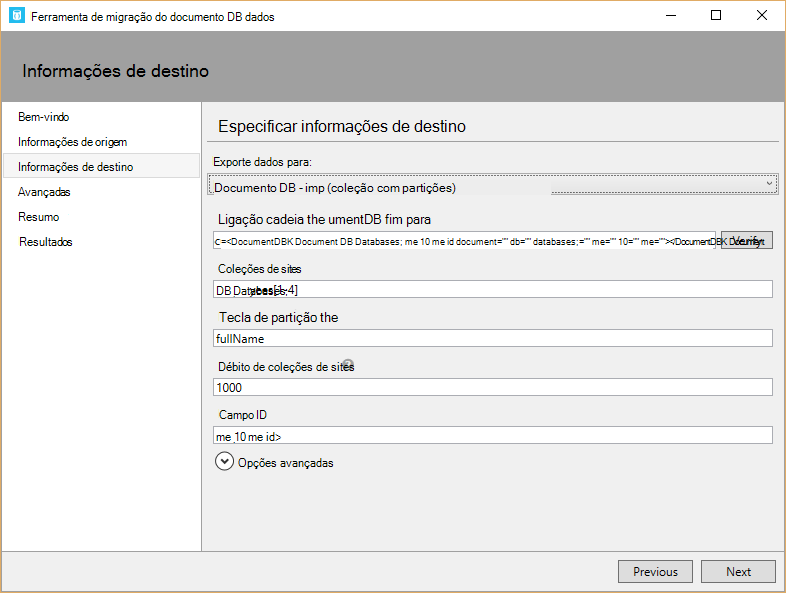 Ferramenta de migração do documento DB dados
Informações de destino
Bem-vindo
Informações de origem
Informações de destino
Avançadas
Resumo
Resultados
Especificar informações de destino
Exporte dados para:
Documento DB - imp (coleção com partições)
Ligação cadeia the umentDB fim para
C=<DocumentDBK Document DB Databases; me 10 me id document="" db="" databases;="" me="" 10="" me=""></DocumentDBK Document
Verify
Coleções de sites
DB Databases;
Tecla de partição the
fullName
Débito de coleções de sites
1000
Campo ID
me 10 me id>
Opções avançadas
Previous
Next